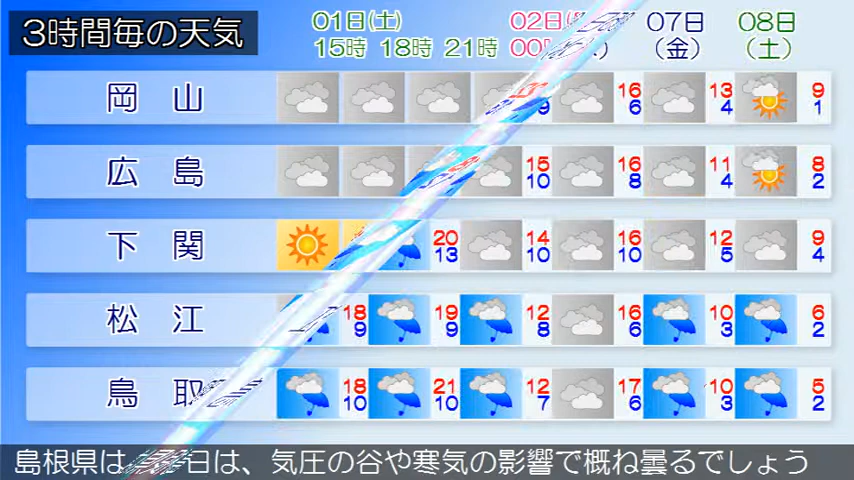 3時間毎の天気
01日(土) 02日 07日 08日
15時 18時 21時 (金) (土)
岡 山 9 16 6 13 4 9 1
広 島 15 10 16 8 11 4 8 2
下 関 20 13 14 10 16 10 12 5 9 4
松 江 18 9 19 9 12 8 16 6 10 3 6 2
鳥 取 18 10 21 10 12 7 17 6 10 3 5 2
島根県は 日は、気圧の谷や寒気の影響で概ね曇るでしょう